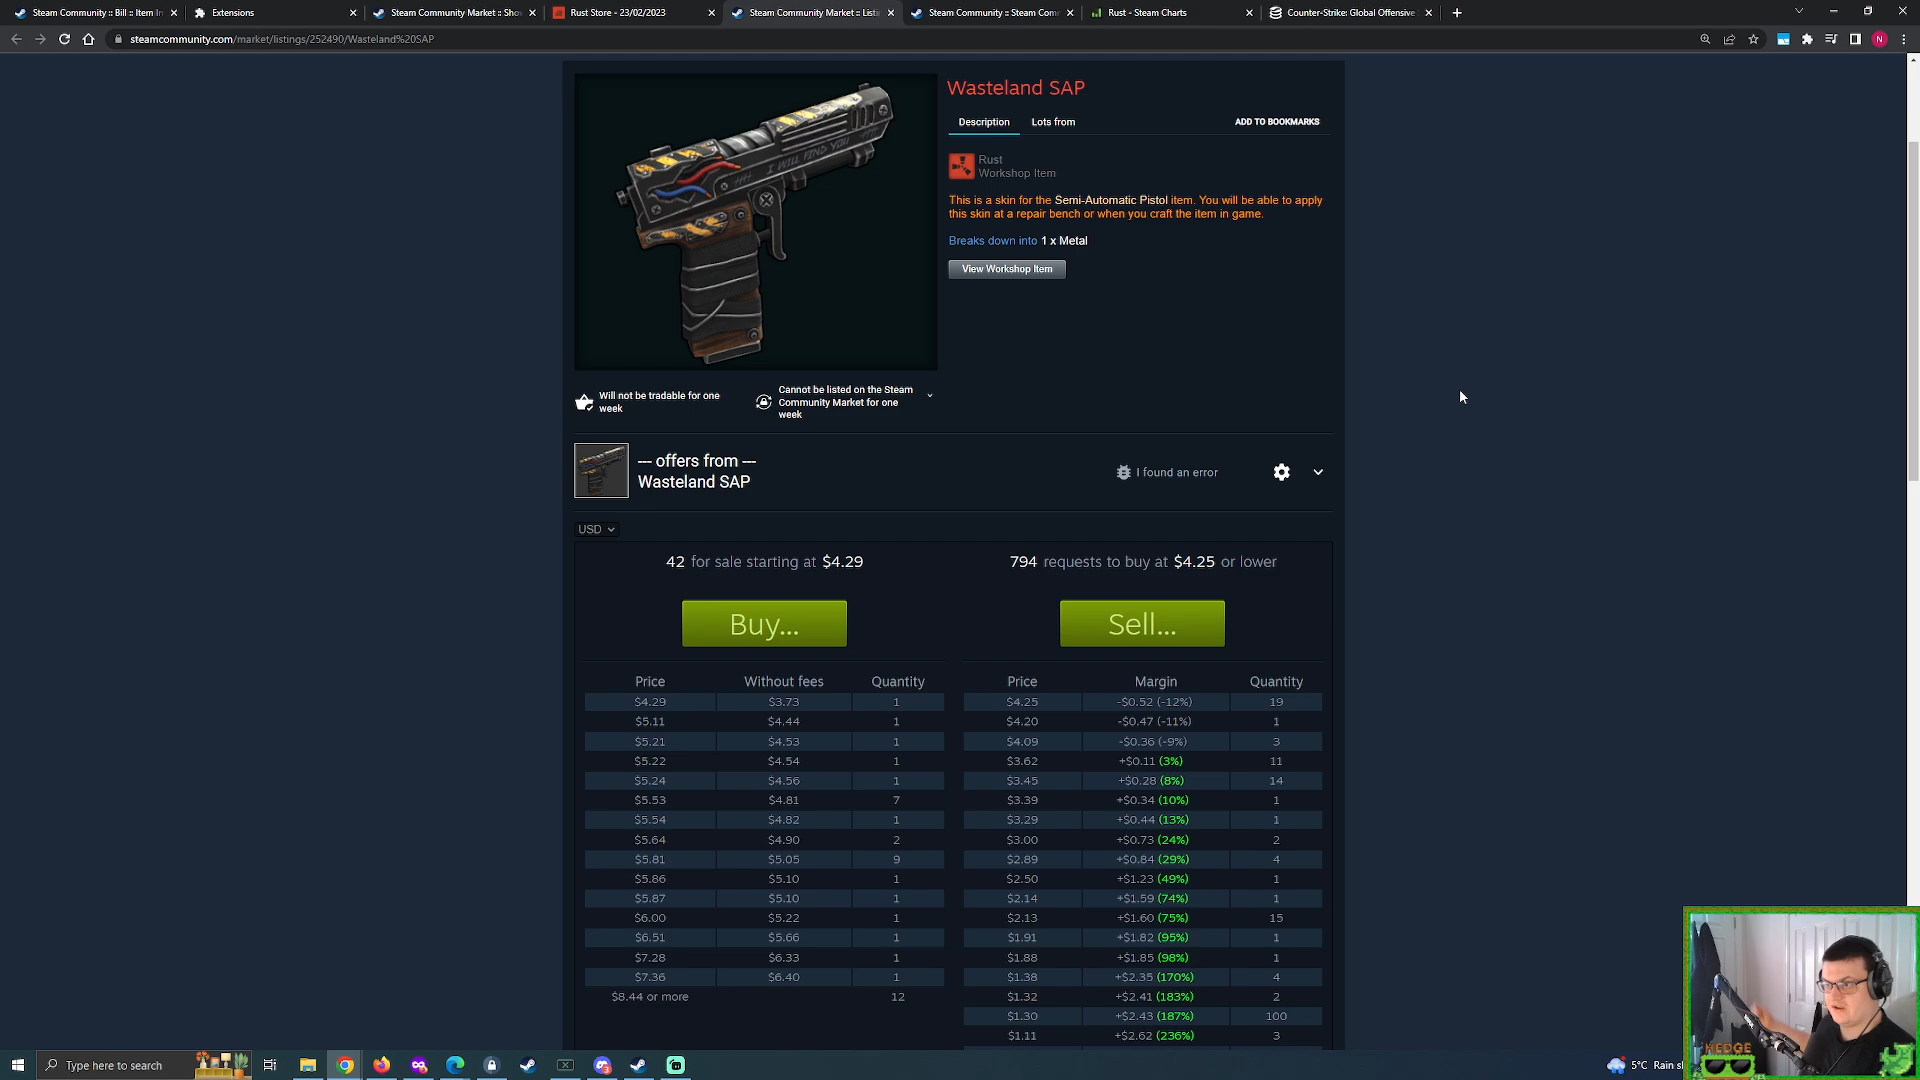 Steam Community :: Bill :: Item In
Extensions
Steam Community Market :: Sho
Rust Store - 23/02/2023
Steam Community Market :: Listi
Steam Community :: Steam Com
Rust - Steam Charts
Counter-Strike: Global Offensive
steamcommunity.com/market/listings/252490/Wasteland%20SAP
N
I WILL FIND YOU
Wasteland SAP
Description Lots from ADD TO BOOKMARKS
Rust
Workshop Item
This is a skin for the Semi-Automatic Pistol item. You will be able to apply
this skin at a repair bench or when you craft the item in game.
Breaks down into 1 x Metal
View Workshop Item
Will not be tradable for one
week
Cannot be listed on the Steam
Community Market for one
week
--- offers from ---
Wasteland SAP
I found an error
USD
42 for sale starting at $4.29
794 requests to buy at $4.25 or lower
Buy...
Sell...
Price Without fees Quantity
$4.29 $3.73 1
$5.11 $4.44 1
$5.21 $4.53 1
$5.22 $4.54 1
$5.24 $4.56 1
$5.53 $4.81 7
$5.54 $4.82 1
$5.64 $4.90 2
$5.81 $5.05 9
$5.86 $5.10 1
$5.87 $5.10 1
$6.00 $5.22 1
$6.51 $5.66 1
$7.28 $6.33 1
$7.36 $6.40 1
$8.44 or more 12
Price Margin Quantity
$4.25 -$0.52 (-12%) 19
$4.20 -$0.47 (-11%) 1
$4.09 -$0.36 (-9%) 3
$3.62 +$0.11 (3%) 11
$3.45 +$0.28 (8%) 14
$3.39 +$0.34 (10%) 1
$3.29 +$0.44 (13%) 1
$3.00 +$0.73 (24%) 2
$2.89 +$0.84 (29%) 4
$2.50 +$1.23 (49%) 1
$2.14 +$1.59 (74%) 1
$2.13 +$1.60 (75%) 15
$1.91 +$1.82 (95%) 1
$1.88 +$1.85 (98%) 1
$1.38 +$2.35 (170%) 4
$1.32 +$2.41 (183%) 2
$1.30 +$2.43 (187%) 100
$1.11 +$2.62 (236%) 3
HEDGE
Type here to search
5°C Rain s